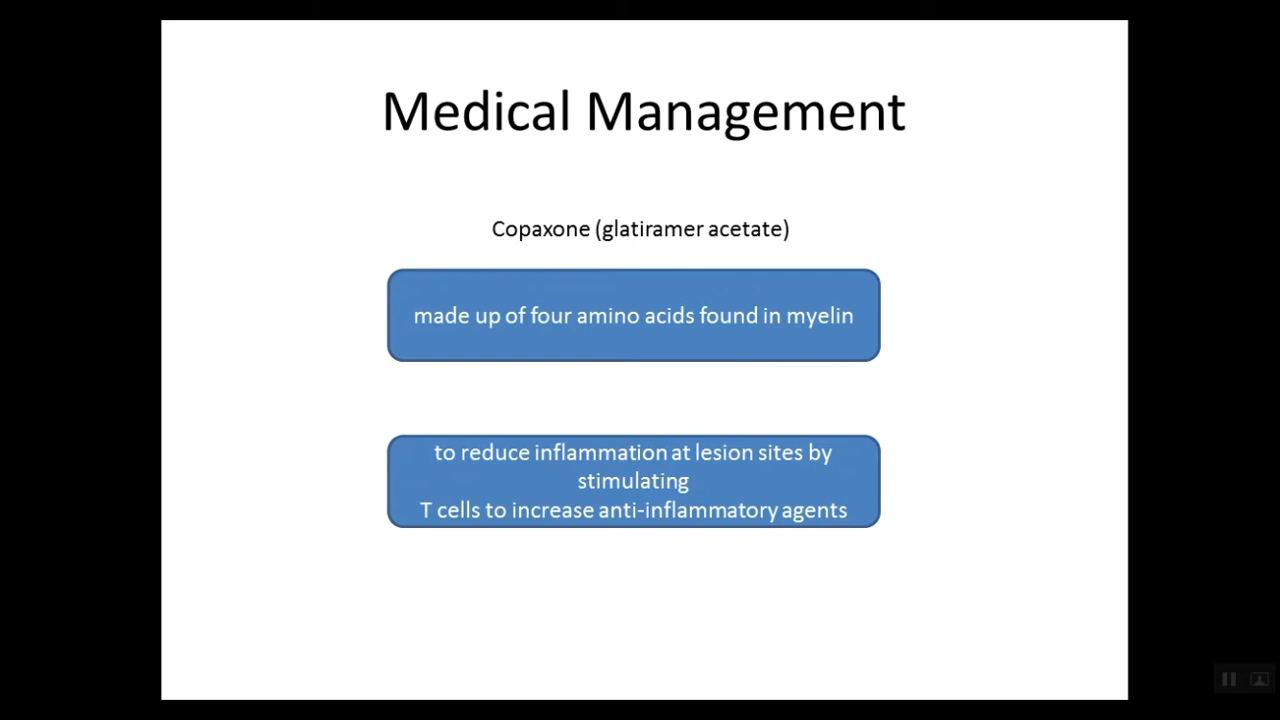 Medical Management
Copaxone (glatiramer acetate)
made up of four amino acids found in myelin
to reduce inflammation at lesion sites by
stimulating
T cells to increase anti-inflammatory agents